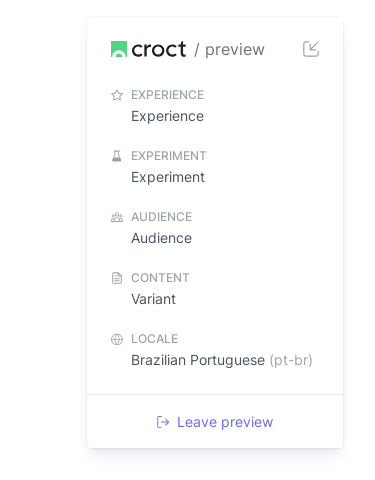 croct / preview
EXPERIENCE
Experience
EXPERIMENT
Experiment
AUDIENCE
Audience
CONTENT
Variant
LOCALE
Brazilian Portuguese (pt-br)
Leave preview